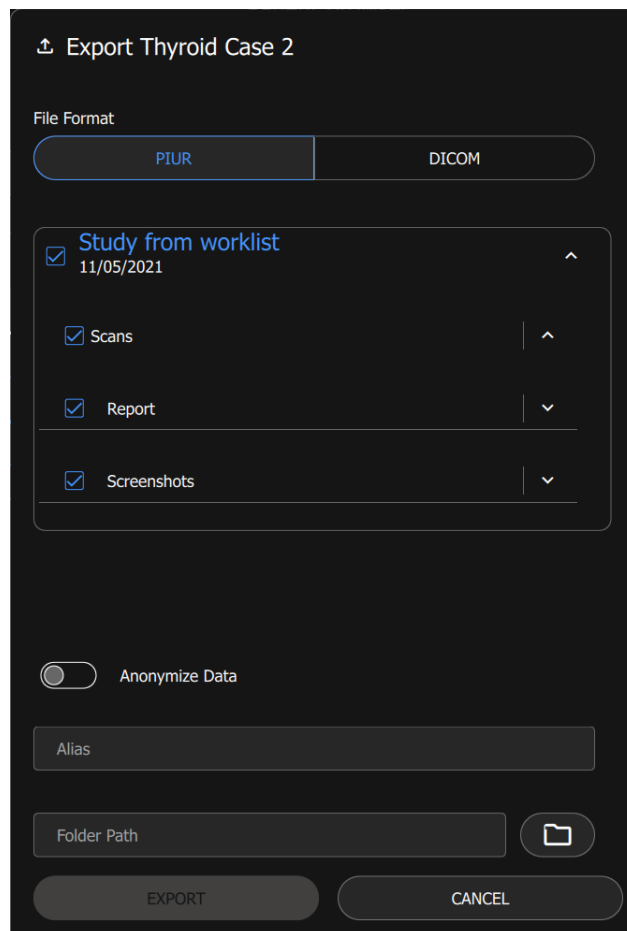 Export Thyroid Case 2
File Format
PIUR
DICOM
Study from worklist
11/05/2021
Scans
Report
Screenshots
Anonymize Data
Alias
Folder Path
EXPORT
CANCEL